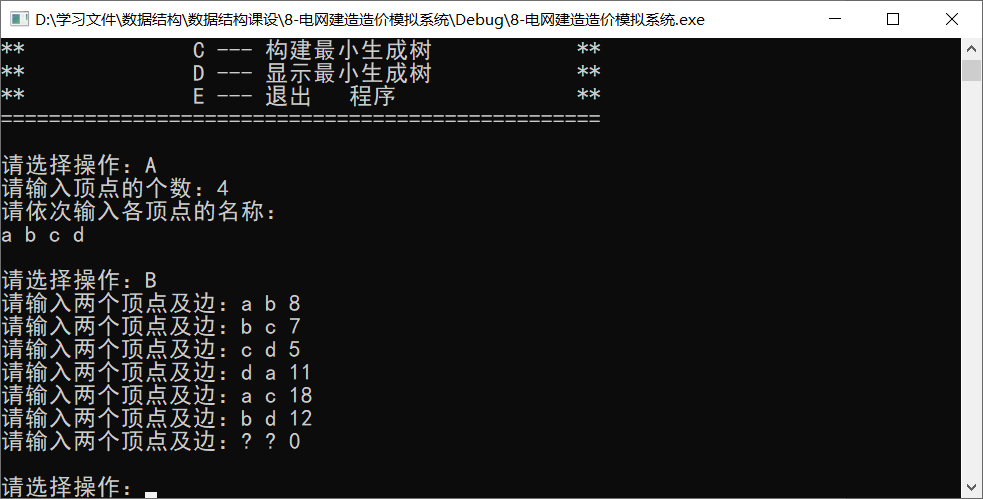 D:\学习文件\数据结构\数据结构课设\8-电网建造造价模拟系统\Debug\8-电网建造造价模拟系统.exe
** C --- 构建最小生成树 **
** D --- 显示最小生成树 **
** E --- 退出 程序 **
==================================================
请选择操作：A
请输入顶点的个数：4
请依次输入各顶点的名称：
a b c d
请选择操作：B
请输入两个顶点及边：a b 8
请输入两个顶点及边：b c 7
请输入两个顶点及边：c d 5
请输入两个顶点及边：d a 11
请输入两个顶点及边：a c 18
请输入两个顶点及边：b d 12
请输入两个顶点及边：? ? 0
请选择操作：